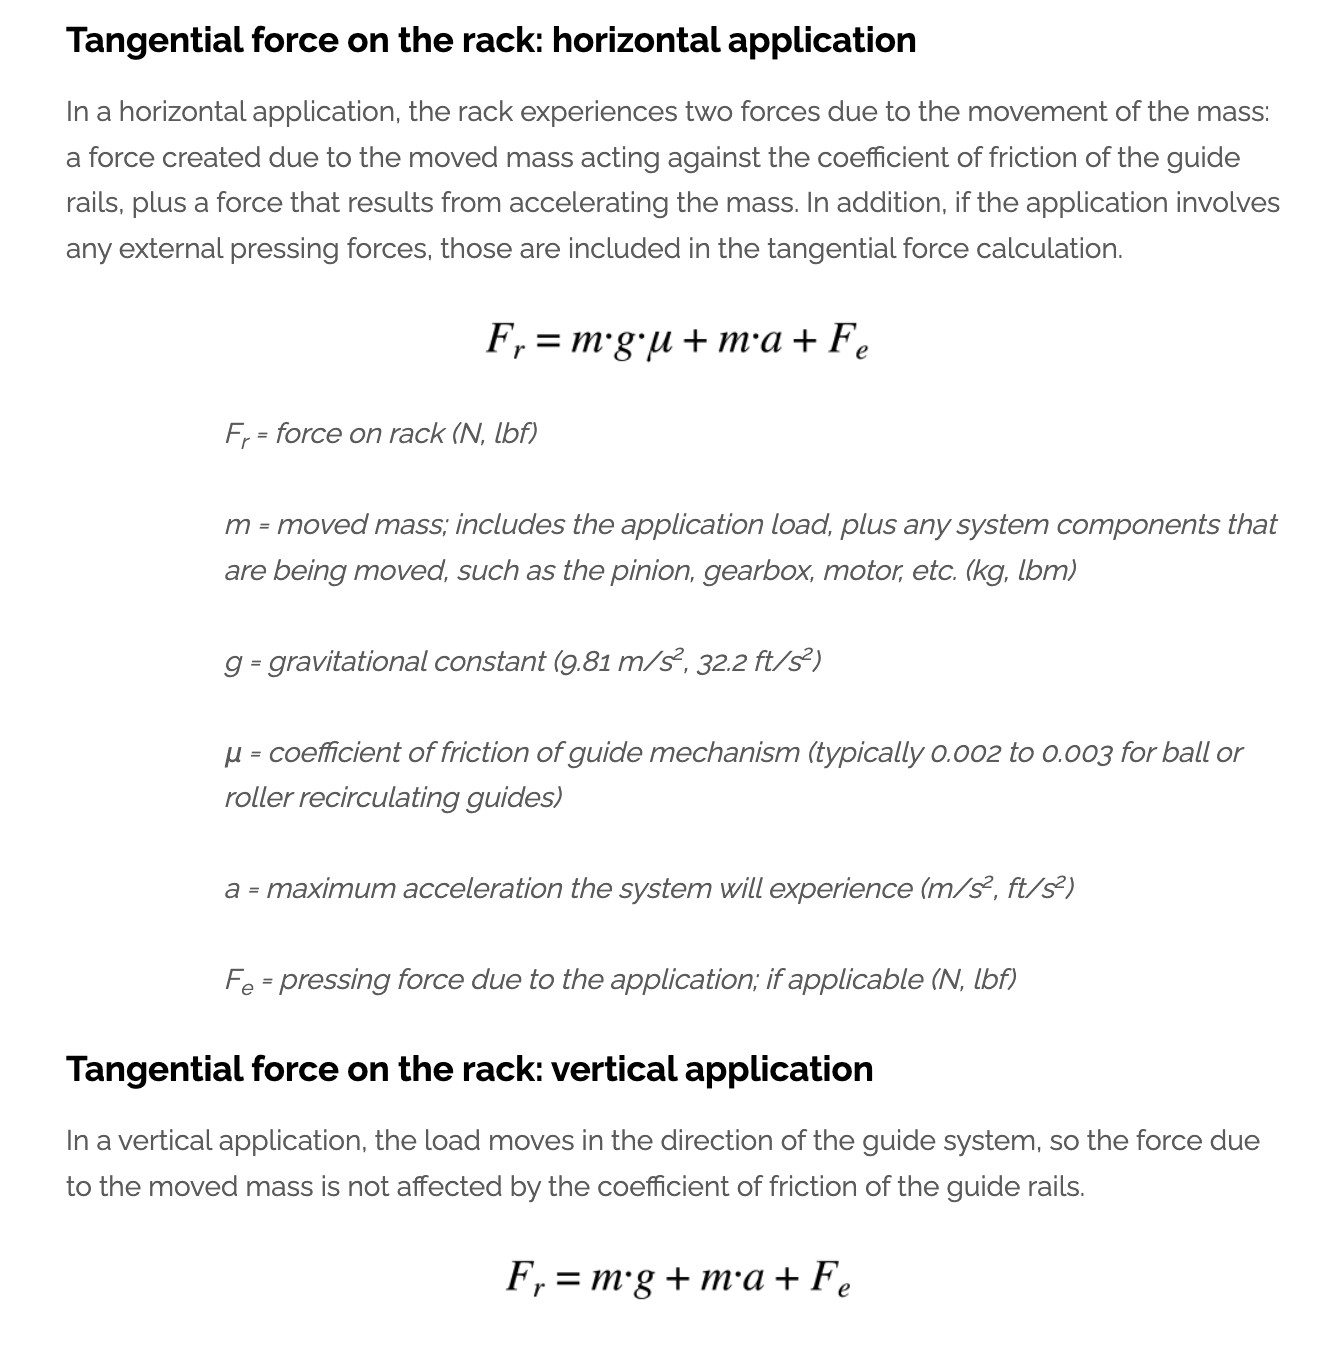 Tangential force on the rack: horizontal application
In a horizontal application, the rack experiences two forces due to the movement of the mass:
a force created due to the moved mass acting against the coefficient of friction of the guide
rails, plus a force that results from accelerating the mass. In addition, if the application involves
any external pressing forces, those are included in the tangential force calculation.
F_r = m·g·μ + m·a + F_e
F_r = force on rack (N, lbf)
m = moved mass; includes the application load, plus any system components that
are being moved, such as the pinion, gearbox, motor, etc. (kg, lbm)
g = gravitational constant (9.81 m/s², 32.2 ft/s²)
μ = coefficient of friction of guide mechanism (typically 0.002 to 0.003 for ball or
roller recirculating guides)
a = maximum acceleration the system will experience (m/s², ft/s²)
F_e = pressing force due to the application; if applicable (N, lbf)
Tangential force on the rack: vertical application
In a vertical application, the load moves in the direction of the guide system, so the force due
to the moved mass is not affected by the coefficient of friction of the guide rails.
F_r = m·g + m·a + F_e